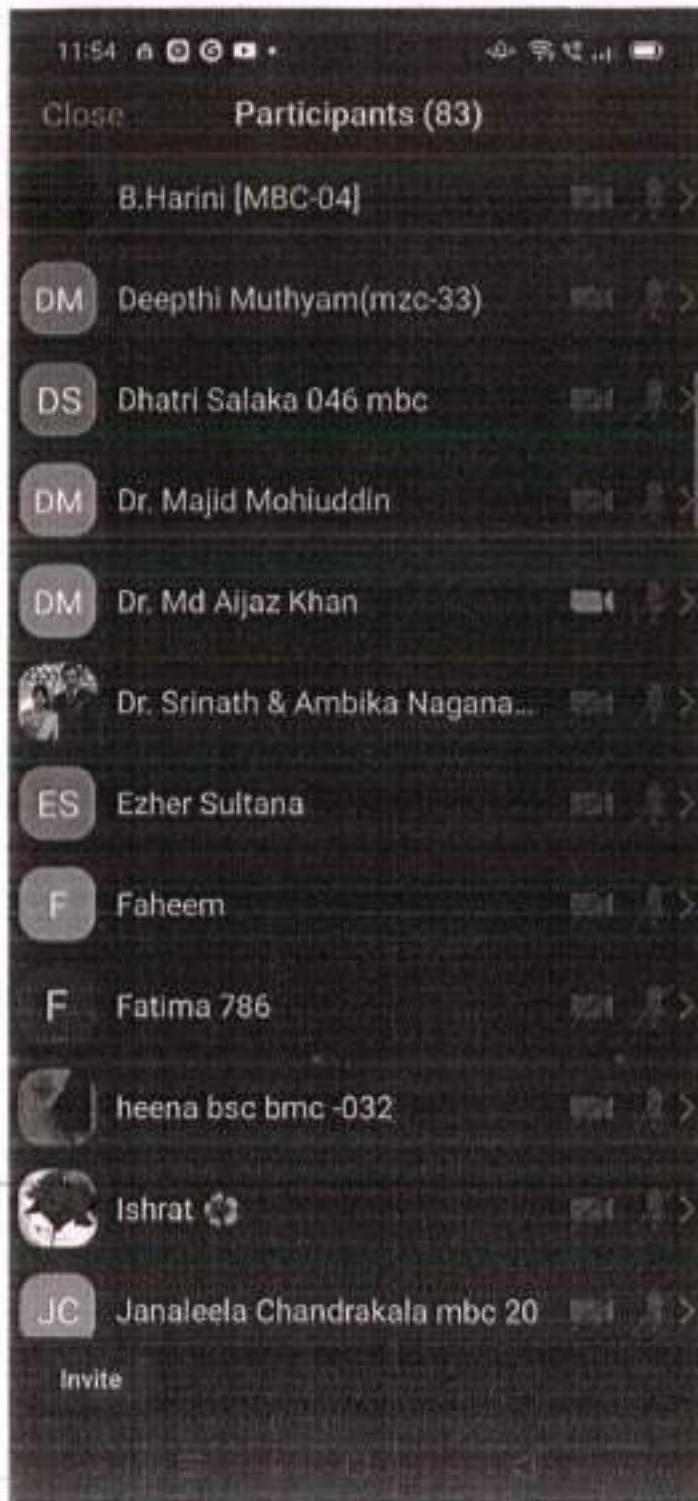 11:54
Close Participants (83)
B.Harini [MBC-04]
DM Deepthi Muthyam(mzc-33)
DS Dhatri Salaka 046 mbc
DM Dr. Majid Mohiuddin
DM Dr. Md Aijaz Khan
Dr. Srinath & Ambika Nagana...
ES Ezher Sultana
F Faheem
F Fatima 786
heena bsc bmc -032
Ishrat
JC Janaleela Chandrakala mbc 20
Invite